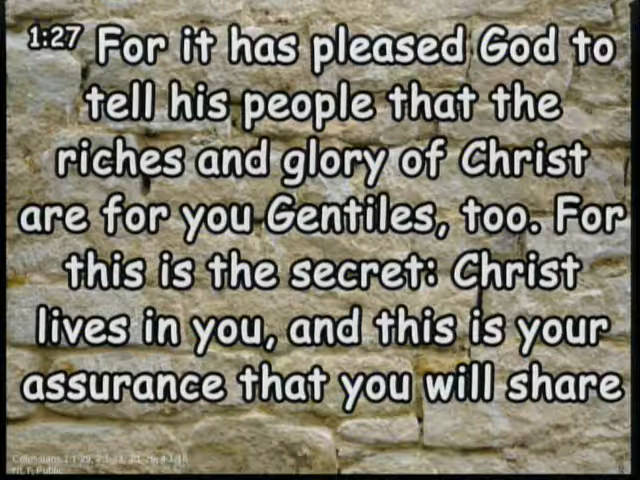 1:27 For it has pleased God to
tell his people that the
riches and glory of Christ
are for you Gentiles, too. For
this is the secret: Christ
lives in you, and this is your
assurance that you will share
Colossians
Public